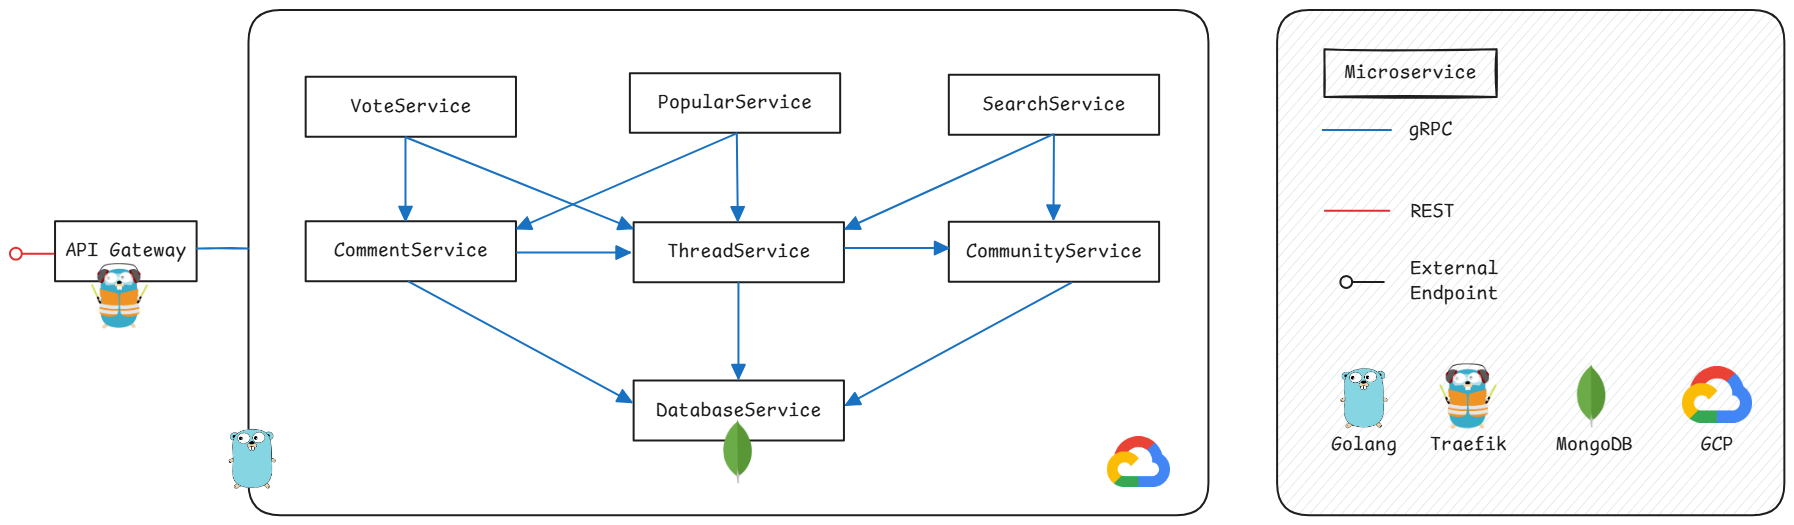 VoteService
PopularService
SearchService
API Gateway
CommentService
ThreadService
CommunityService
DatabaseService
Microservice
gRPC
REST
External
Endpoint
Golang
Traefik
MongoDB
GCP